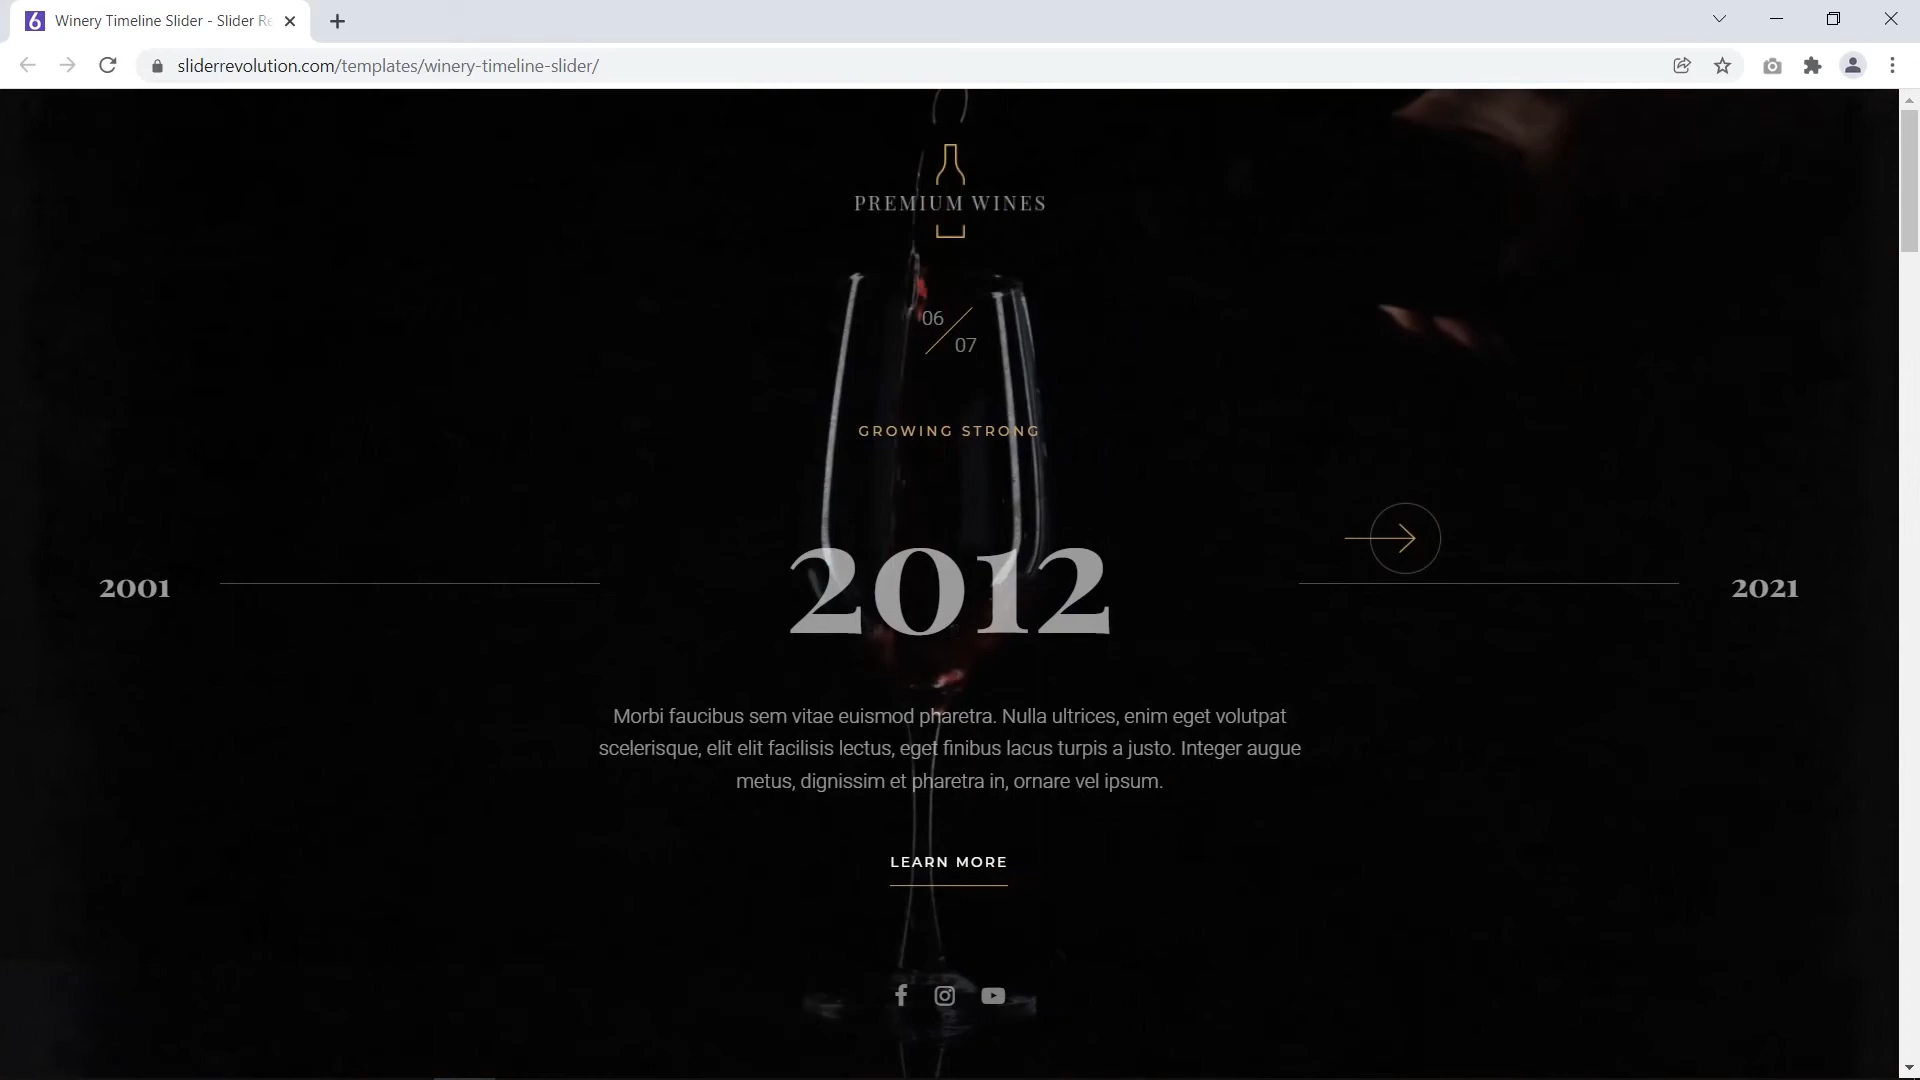 Winery Timeline Slider - Slider Re
sliderrevolution.com/templates/winery-timeline-slider/
PREMIUM WINES
06
07
GROWING STRONG
2001
2012
2021
Morbi faucibus sem vitae euismod pharetra. Nulla ultrices, enim eget volutpat
scelerisque, elit elit facilisis lectus, eget finibus lacus turpis a justo. Integer augue
metus, dignissim et pharetra in, ornare vel ipsum.
LEARN MORE